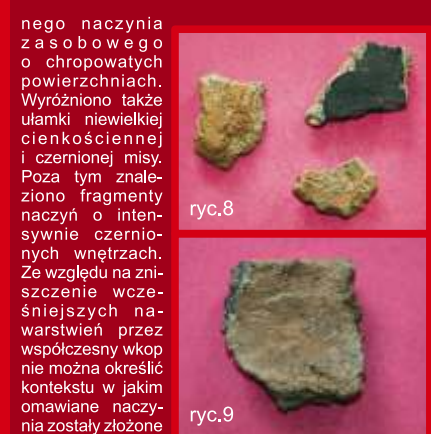 nego naczynia
zasobowego
o chropowatych
powierzchniach.
Wyróżniono także
ułamki niewielkiej
cienkościennej
i czernionej misy.
Poza tym znale-
ziono fragmenty
naczyń o inten-
sywnie czernio-
nych wnętrzach.
Ze względu na zni-
szczenie wcze-
śniejszych na-
warstwień przez
współczesny wkop
nie można określić
kontekstu w jakim
omawiane naczy-
nia zostały złożone
ryc.8
ryc.9